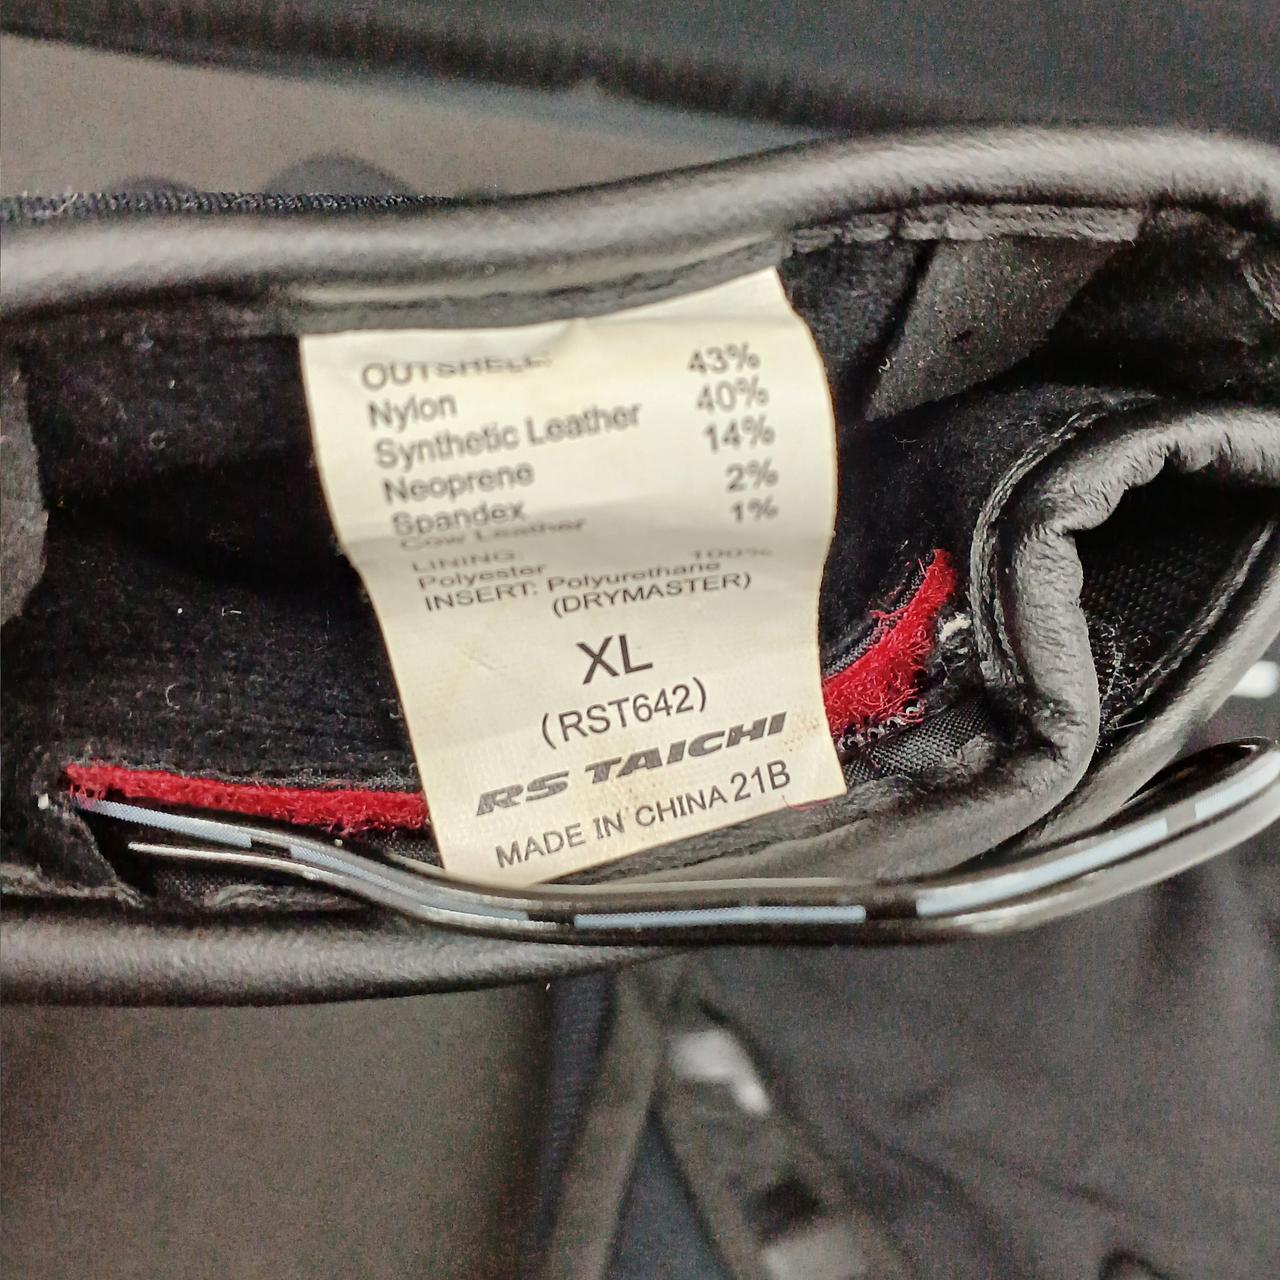 OUTSHELL:
Nylon 43%
Synthetic Leather 40%
Neoprene 14%
Spandex 2%
Cow Leather 1%
LINING:
Polyester 100%
INSERT: Polyurethane
(DRYMASTER)
XL
(RST642)
RS TAICHI
MADE IN CHINA 21B